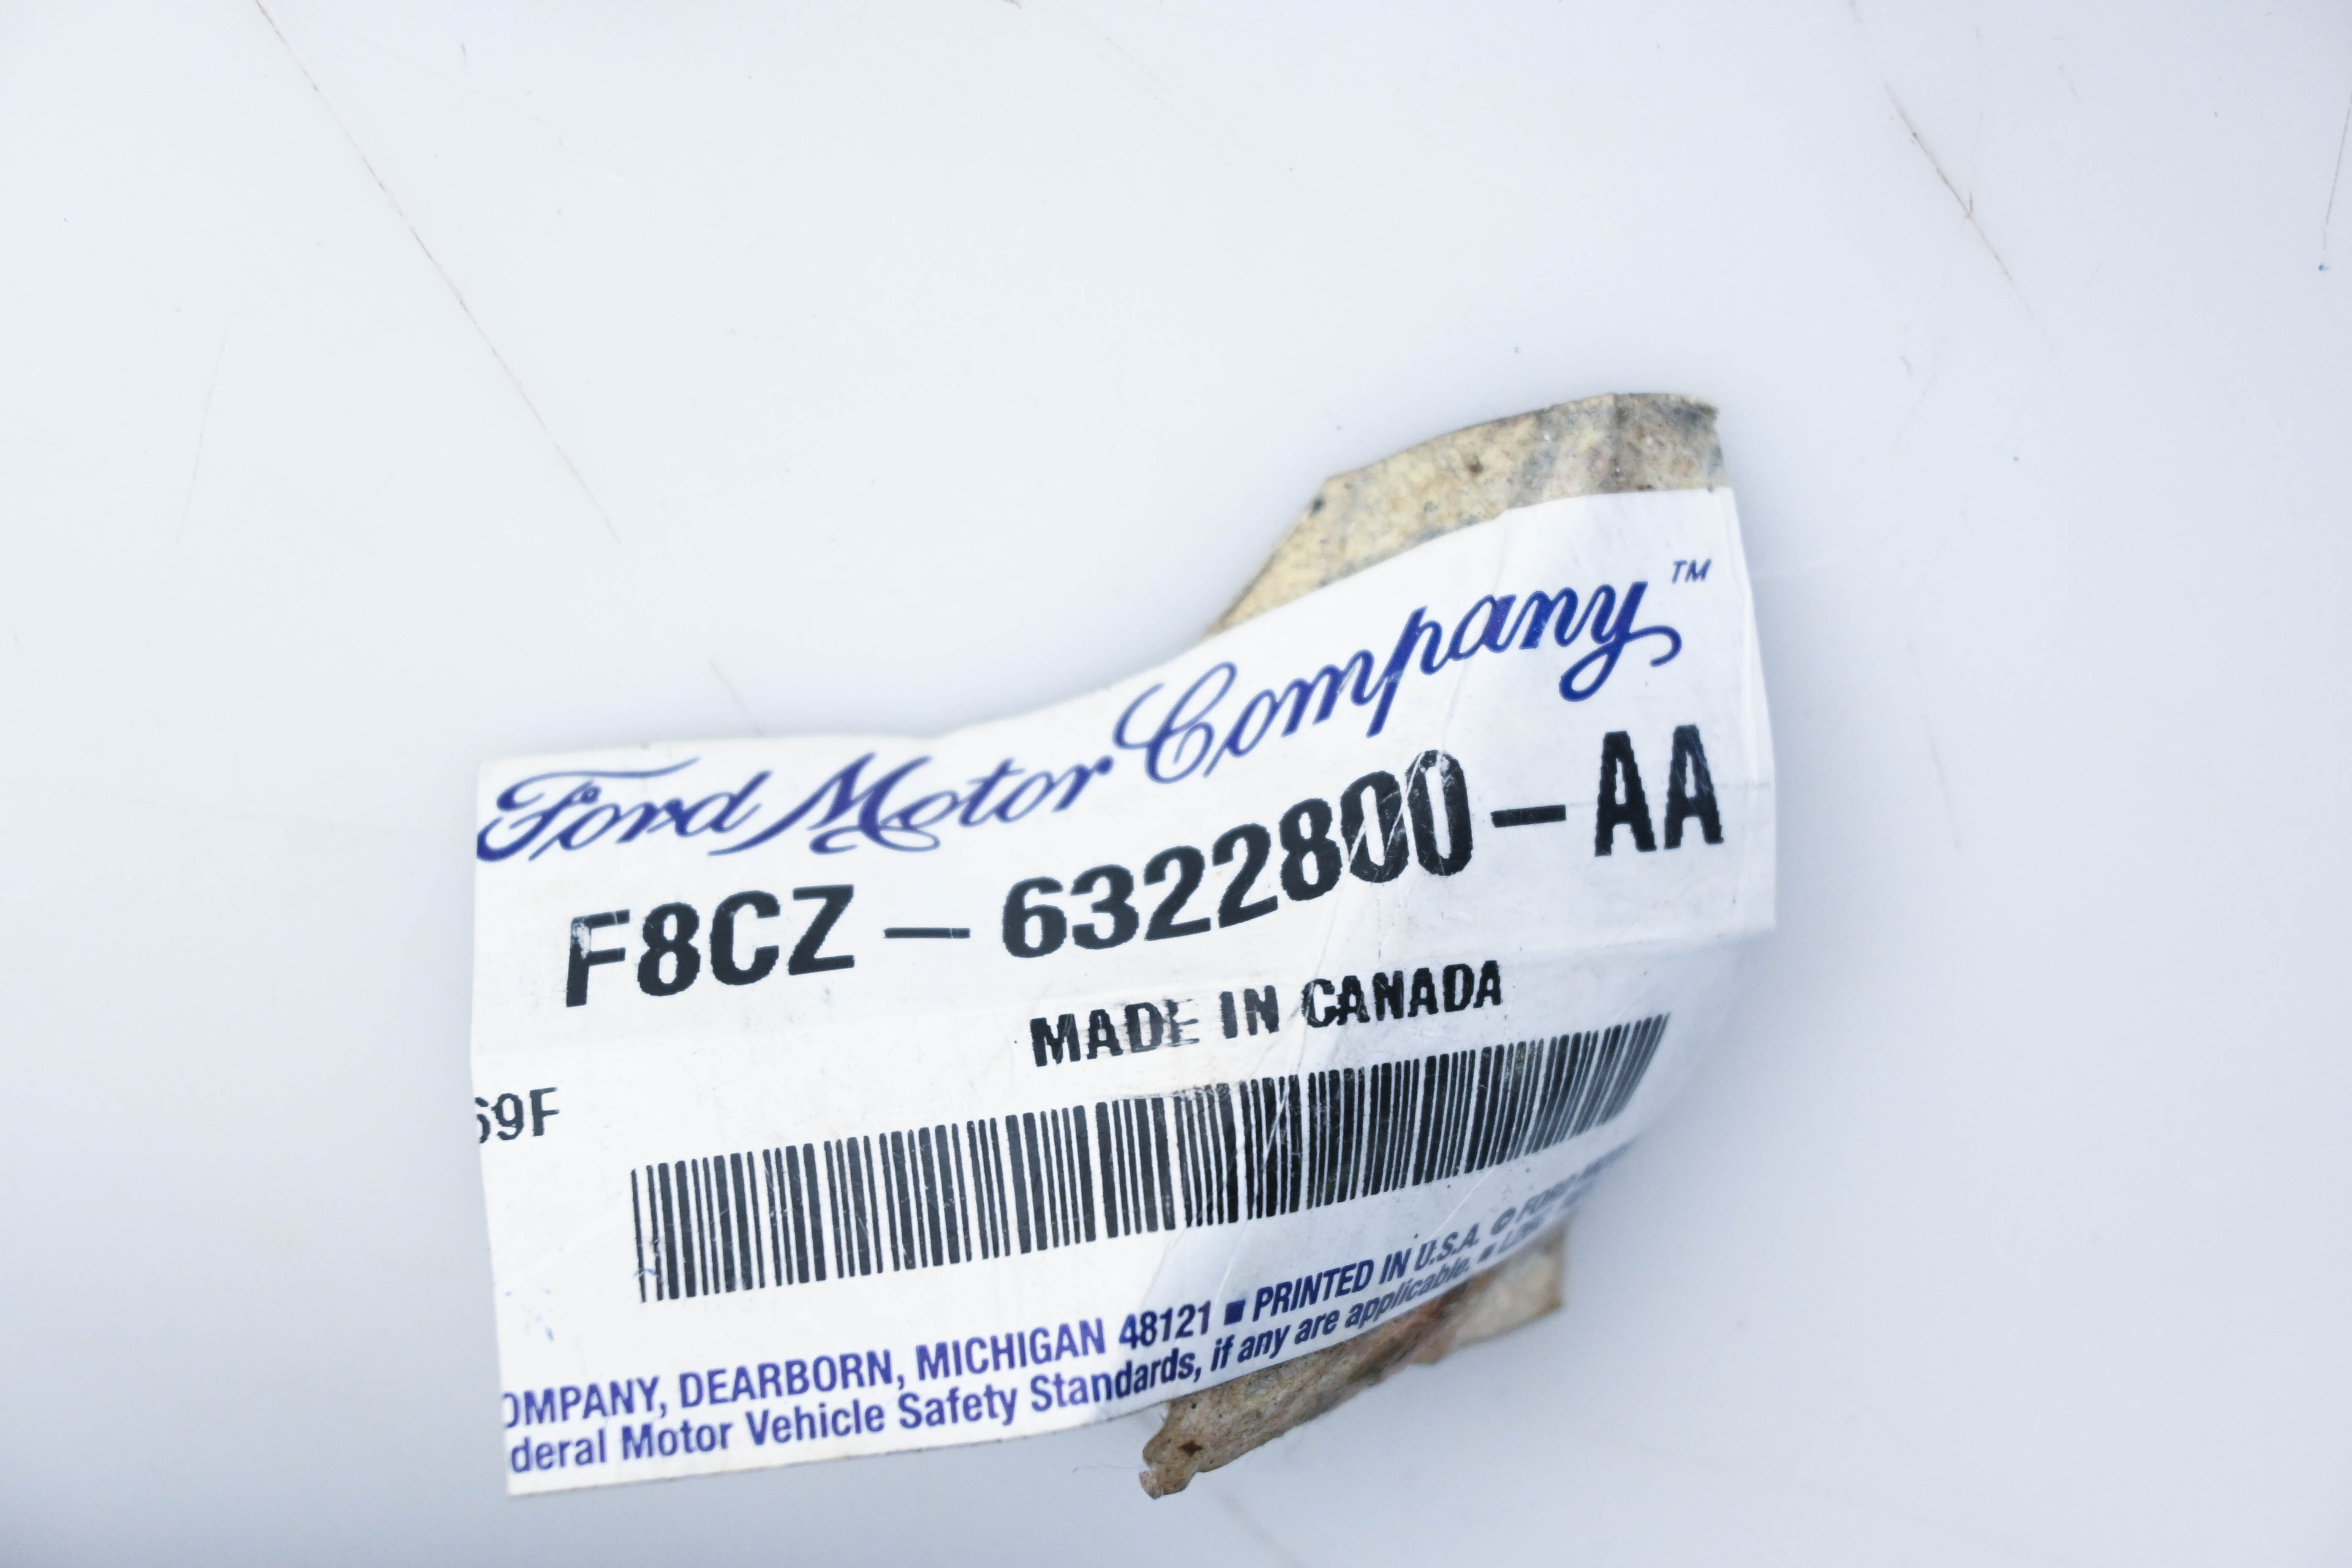 Ford Motor Company™
F8CZ – 6322800 – AA
MADE IN CANADA
69F
OMPANY, DEARBORN, MICHIGAN 48121 ■ PRINTED IN U.S.A. © FORD
deral Motor Vehicle Safety Standards, if any are applicable. ■